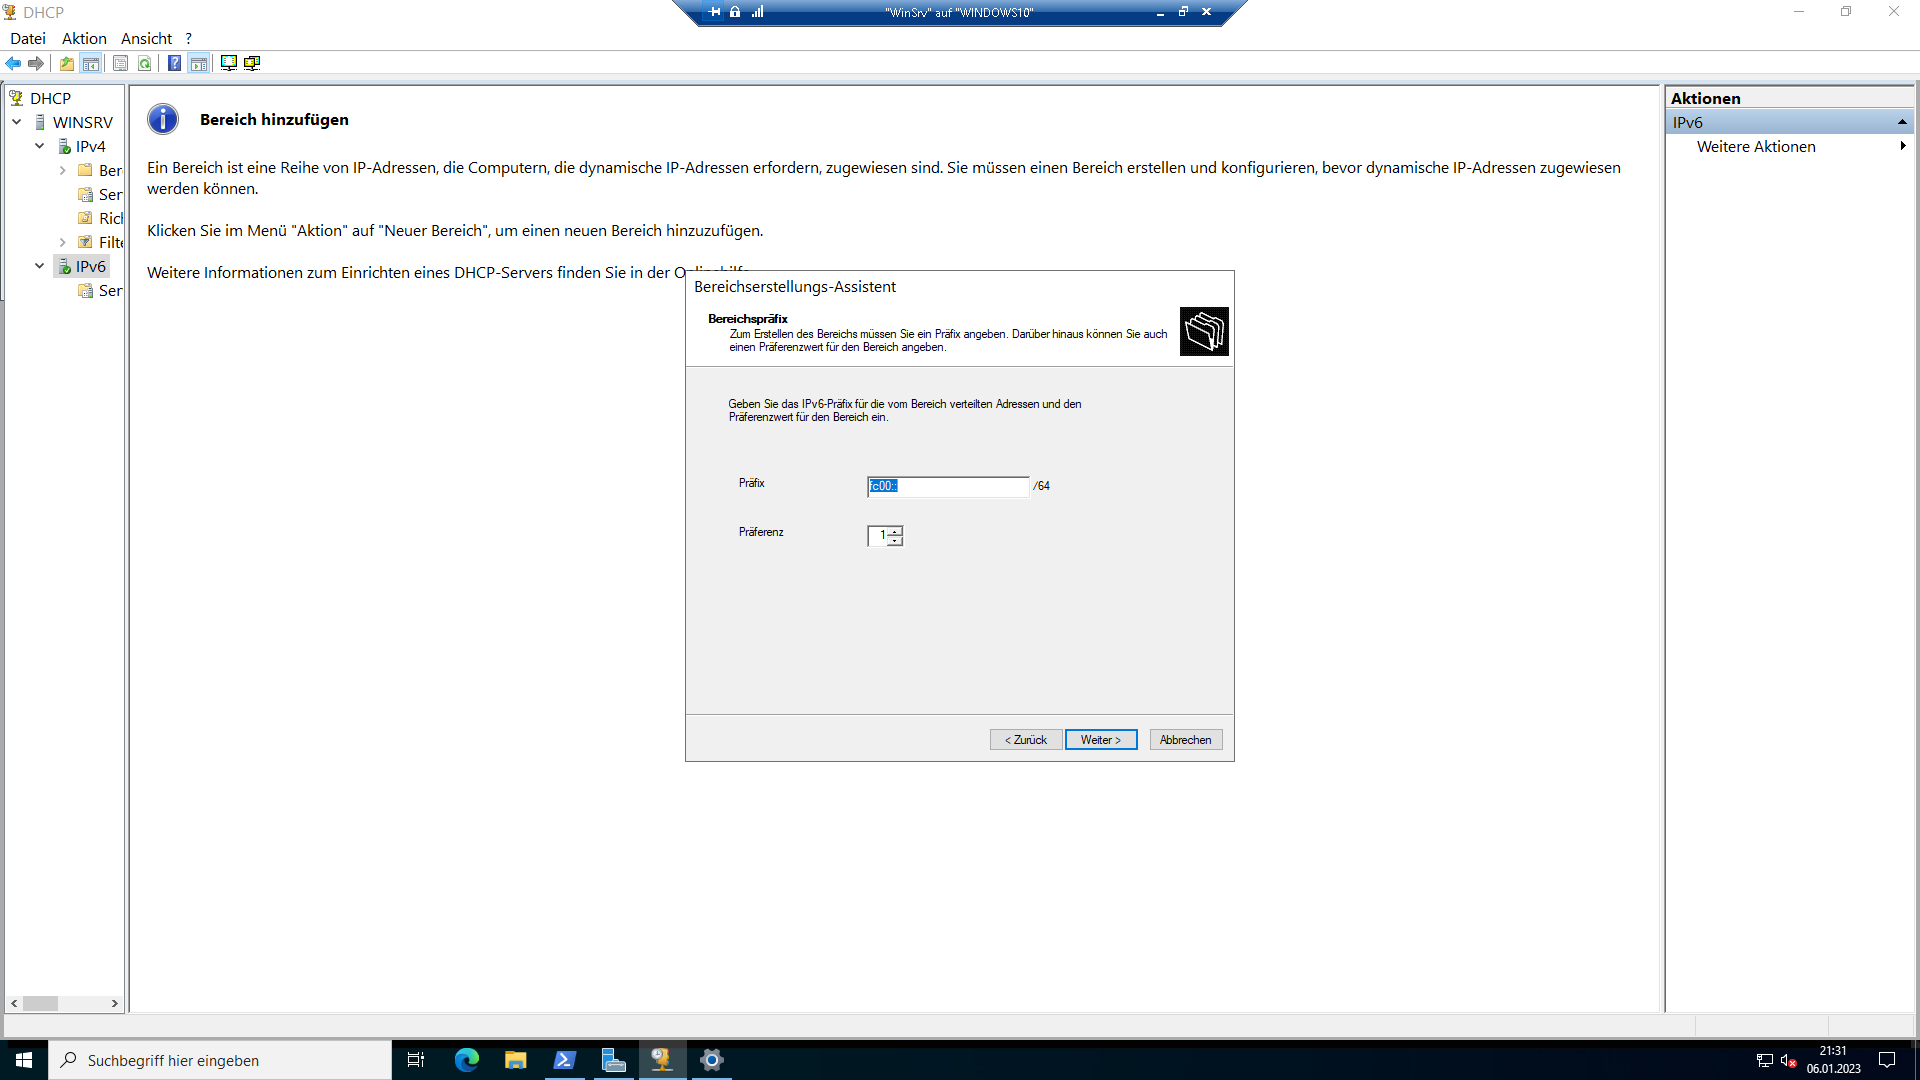 DHCP
"WinSrv" auf "WINDOWS10"
Datei Aktion Ansicht ?
DHCP
WINSRV
IPv4
Ber
Ser
Rich
Filte
IPv6
Ser
Bereich hinzufügen
Ein Bereich ist eine Reihe von IP-Adressen, die Computern, die dynamische IP-Adressen erfordern, zugewiesen sind. Sie müssen einen Bereich erstellen und konfigurieren, bevor dynamische IP-Adressen zugewiesen
werden können.
Klicken Sie im Menü "Aktion" auf "Neuer Bereich", um einen neuen Bereich hinzuzufügen.
Weitere Informationen zum Einrichten eines DHCP-Servers finden Sie in der Onlinehilfe
Bereichserstellungs-Assistent
Bereichspräfix
Zum Erstellen des Bereichs müssen Sie ein Präfix angeben. Darüber hinaus können Sie auch
einen Präferenzwert für den Bereich angeben.
Geben Sie das IPv6-Präfix für die vom Bereich verteilten Adressen und den
Präferenzwert für den Bereich ein.
Präfix fc00:: /64
Präferenz 1
< Zurück Weiter > Abbrechen
Aktionen
IPv6
Weitere Aktionen
Suchbegriff hier eingeben
21:31
06.01.2023